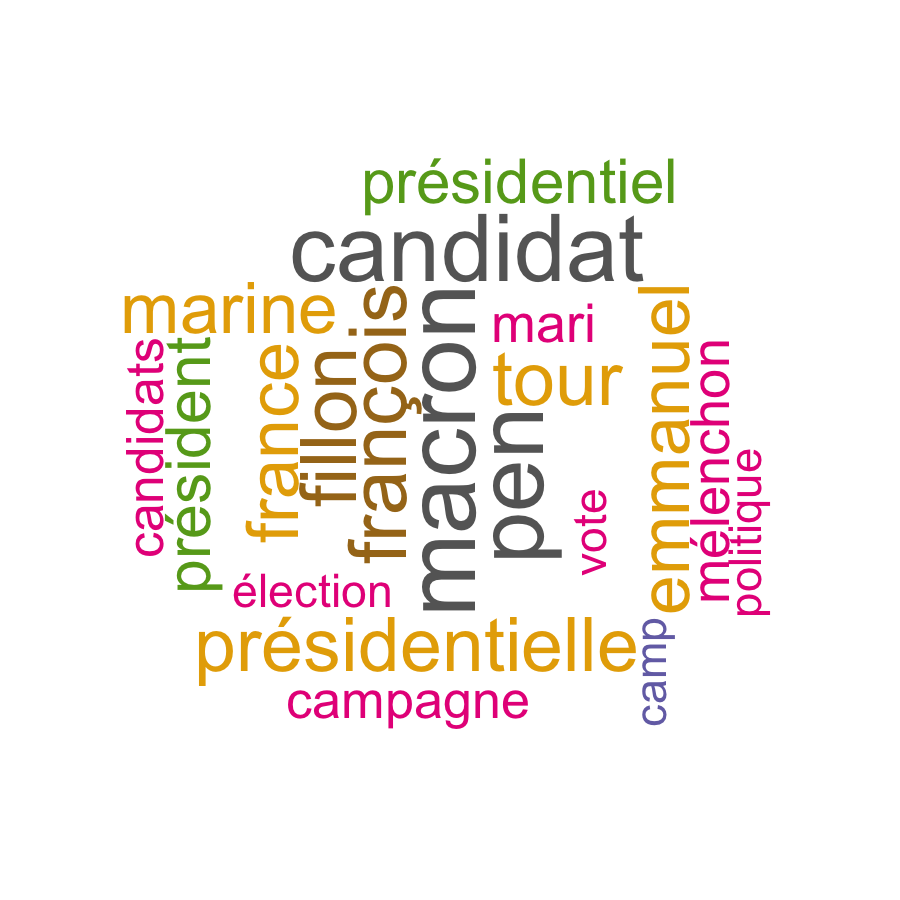 présidentiel
candidat
marine
mari
tour
candidats
président
france
fillon
françois
macron
pen
vote
emmanuel
mélenchon
politique
élection
présidentielle
camp
campagne